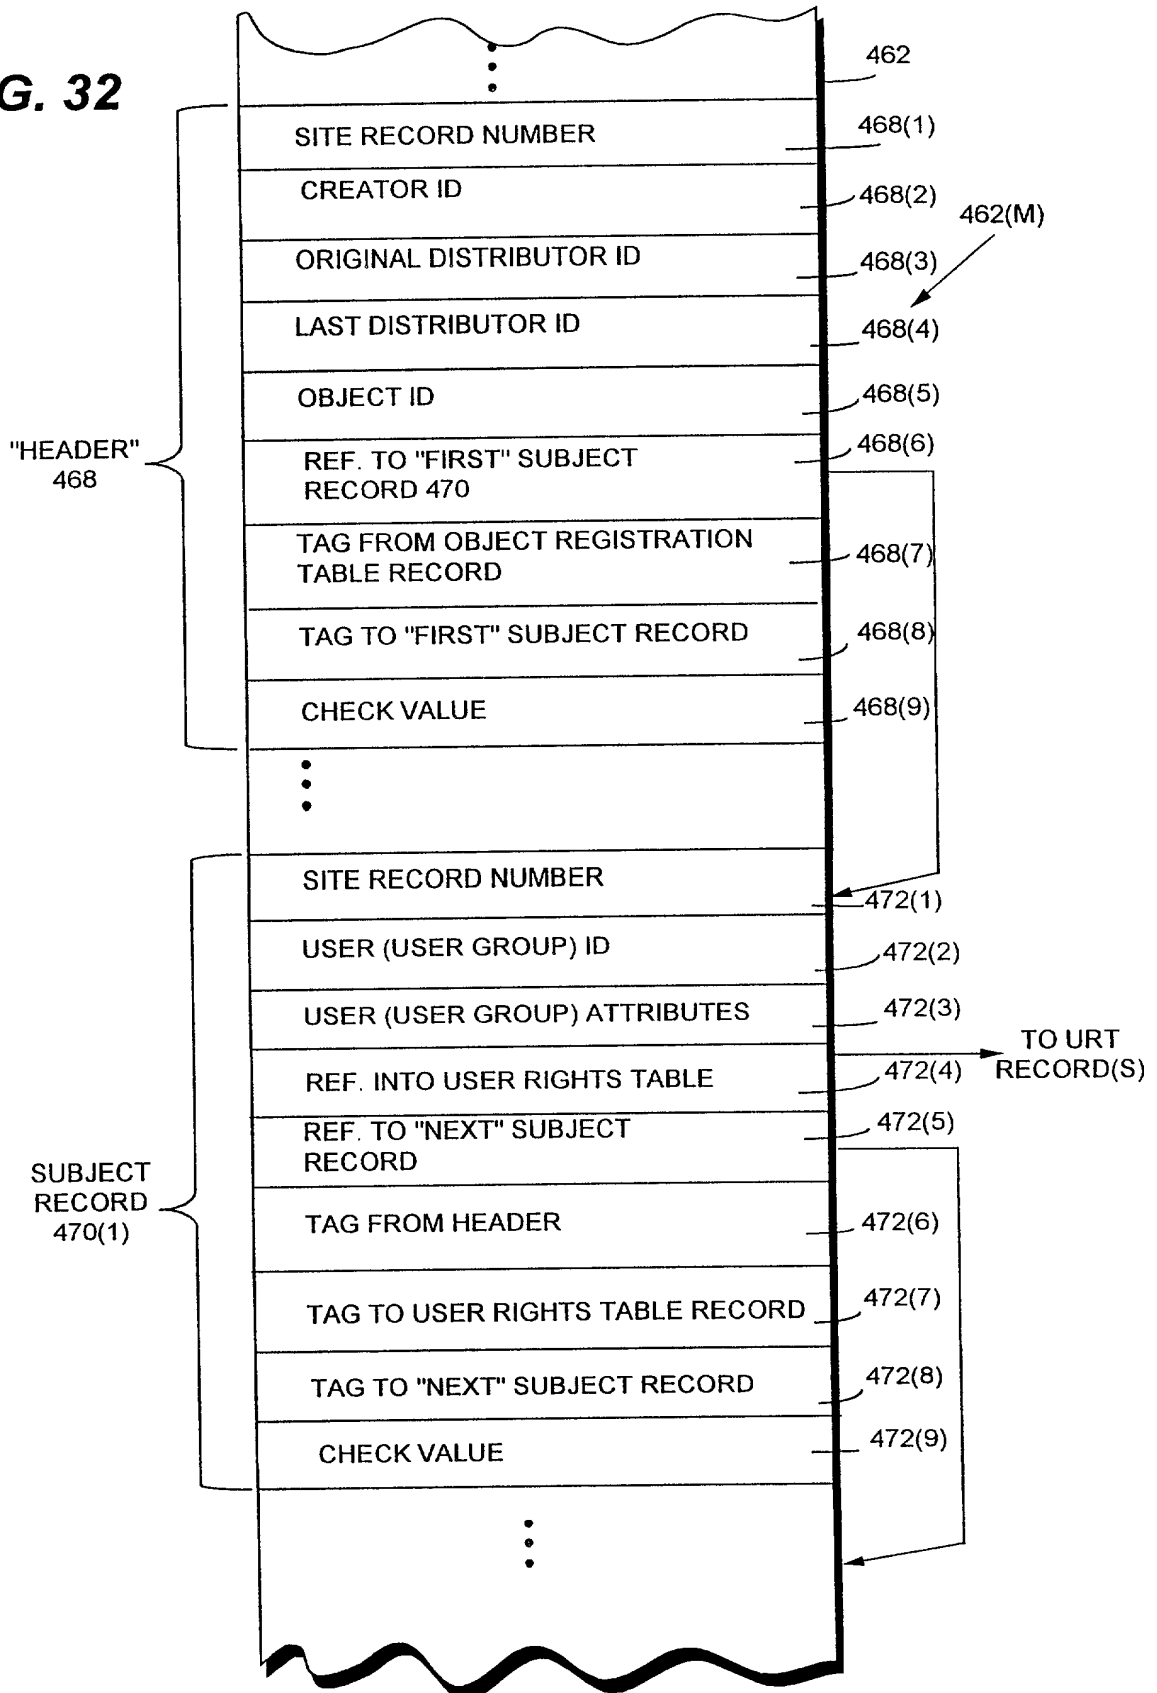 G. 32
462
SITE RECORD NUMBER
468(1)
CREATOR ID
468(2)
462(M)
ORIGINAL DISTRIBUTOR ID
468(3)
LAST DISTRIBUTOR ID
468(4)
OBJECT ID
468(5)
"HEADER"
468
REF. TO "FIRST" SUBJECT
RECORD 470
468(6)
TAG FROM OBJECT REGISTRATION
TABLE RECORD
468(7)
TAG TO "FIRST" SUBJECT RECORD
468(8)
CHECK VALUE
468(9)
SITE RECORD NUMBER
472(1)
USER (USER GROUP) ID
472(2)
USER (USER GROUP) ATTRIBUTES
472(3)
TO URT
RECORD(S)
REF. INTO USER RIGHTS TABLE
472(4)
REF. TO "NEXT" SUBJECT
RECORD
472(5)
SUBJECT
RECORD
470(1)
TAG FROM HEADER
472(6)
TAG TO USER RIGHTS TABLE RECORD
472(7)
TAG TO "NEXT" SUBJECT RECORD
472(8)
CHECK VALUE
472(9)